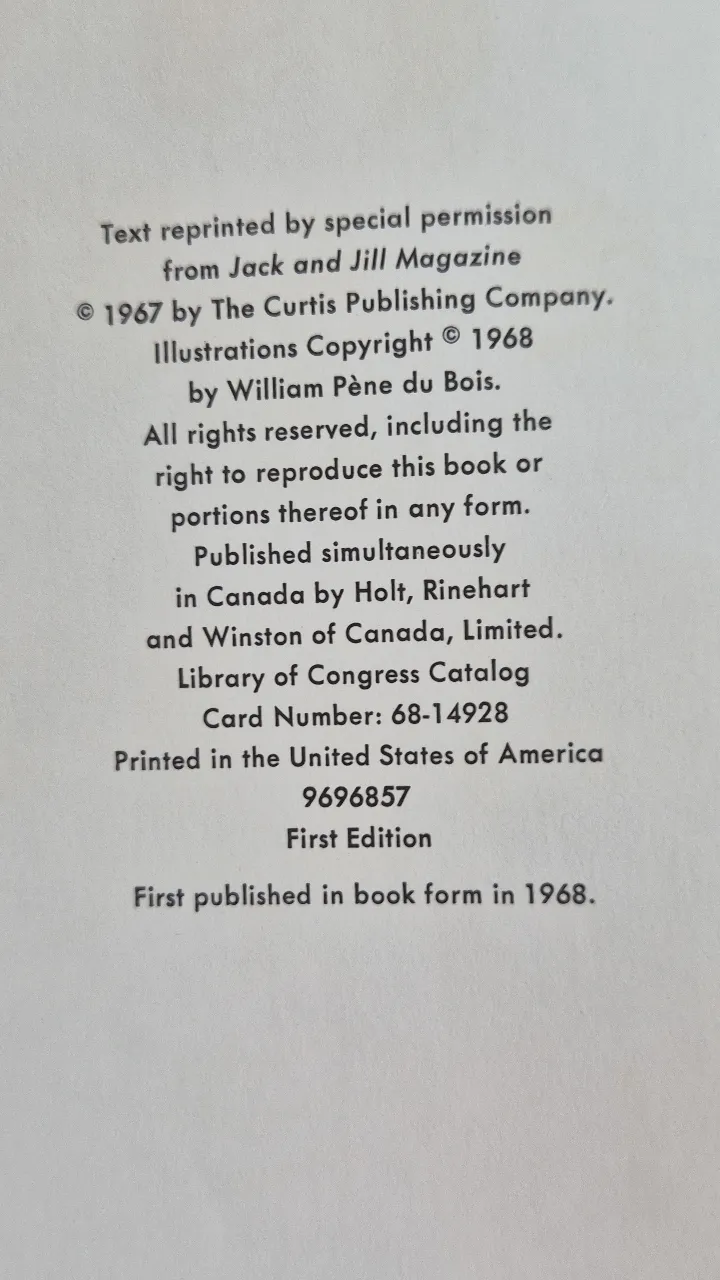 Text reprinted by special permission
from Jack and Jill Magazine
© 1967 by The Curtis Publishing Company.
Illustrations Copyright © 1968
by William Pène du Bois.
All rights reserved, including the
right to reproduce this book or
portions thereof in any form.
Published simultaneously
in Canada by Holt, Rinehart
and Winston of Canada, Limited.
Library of Congress Catalog
Card Number: 68-14928
Printed in the United States of America
9696857
First Edition
First published in book form in 1968.